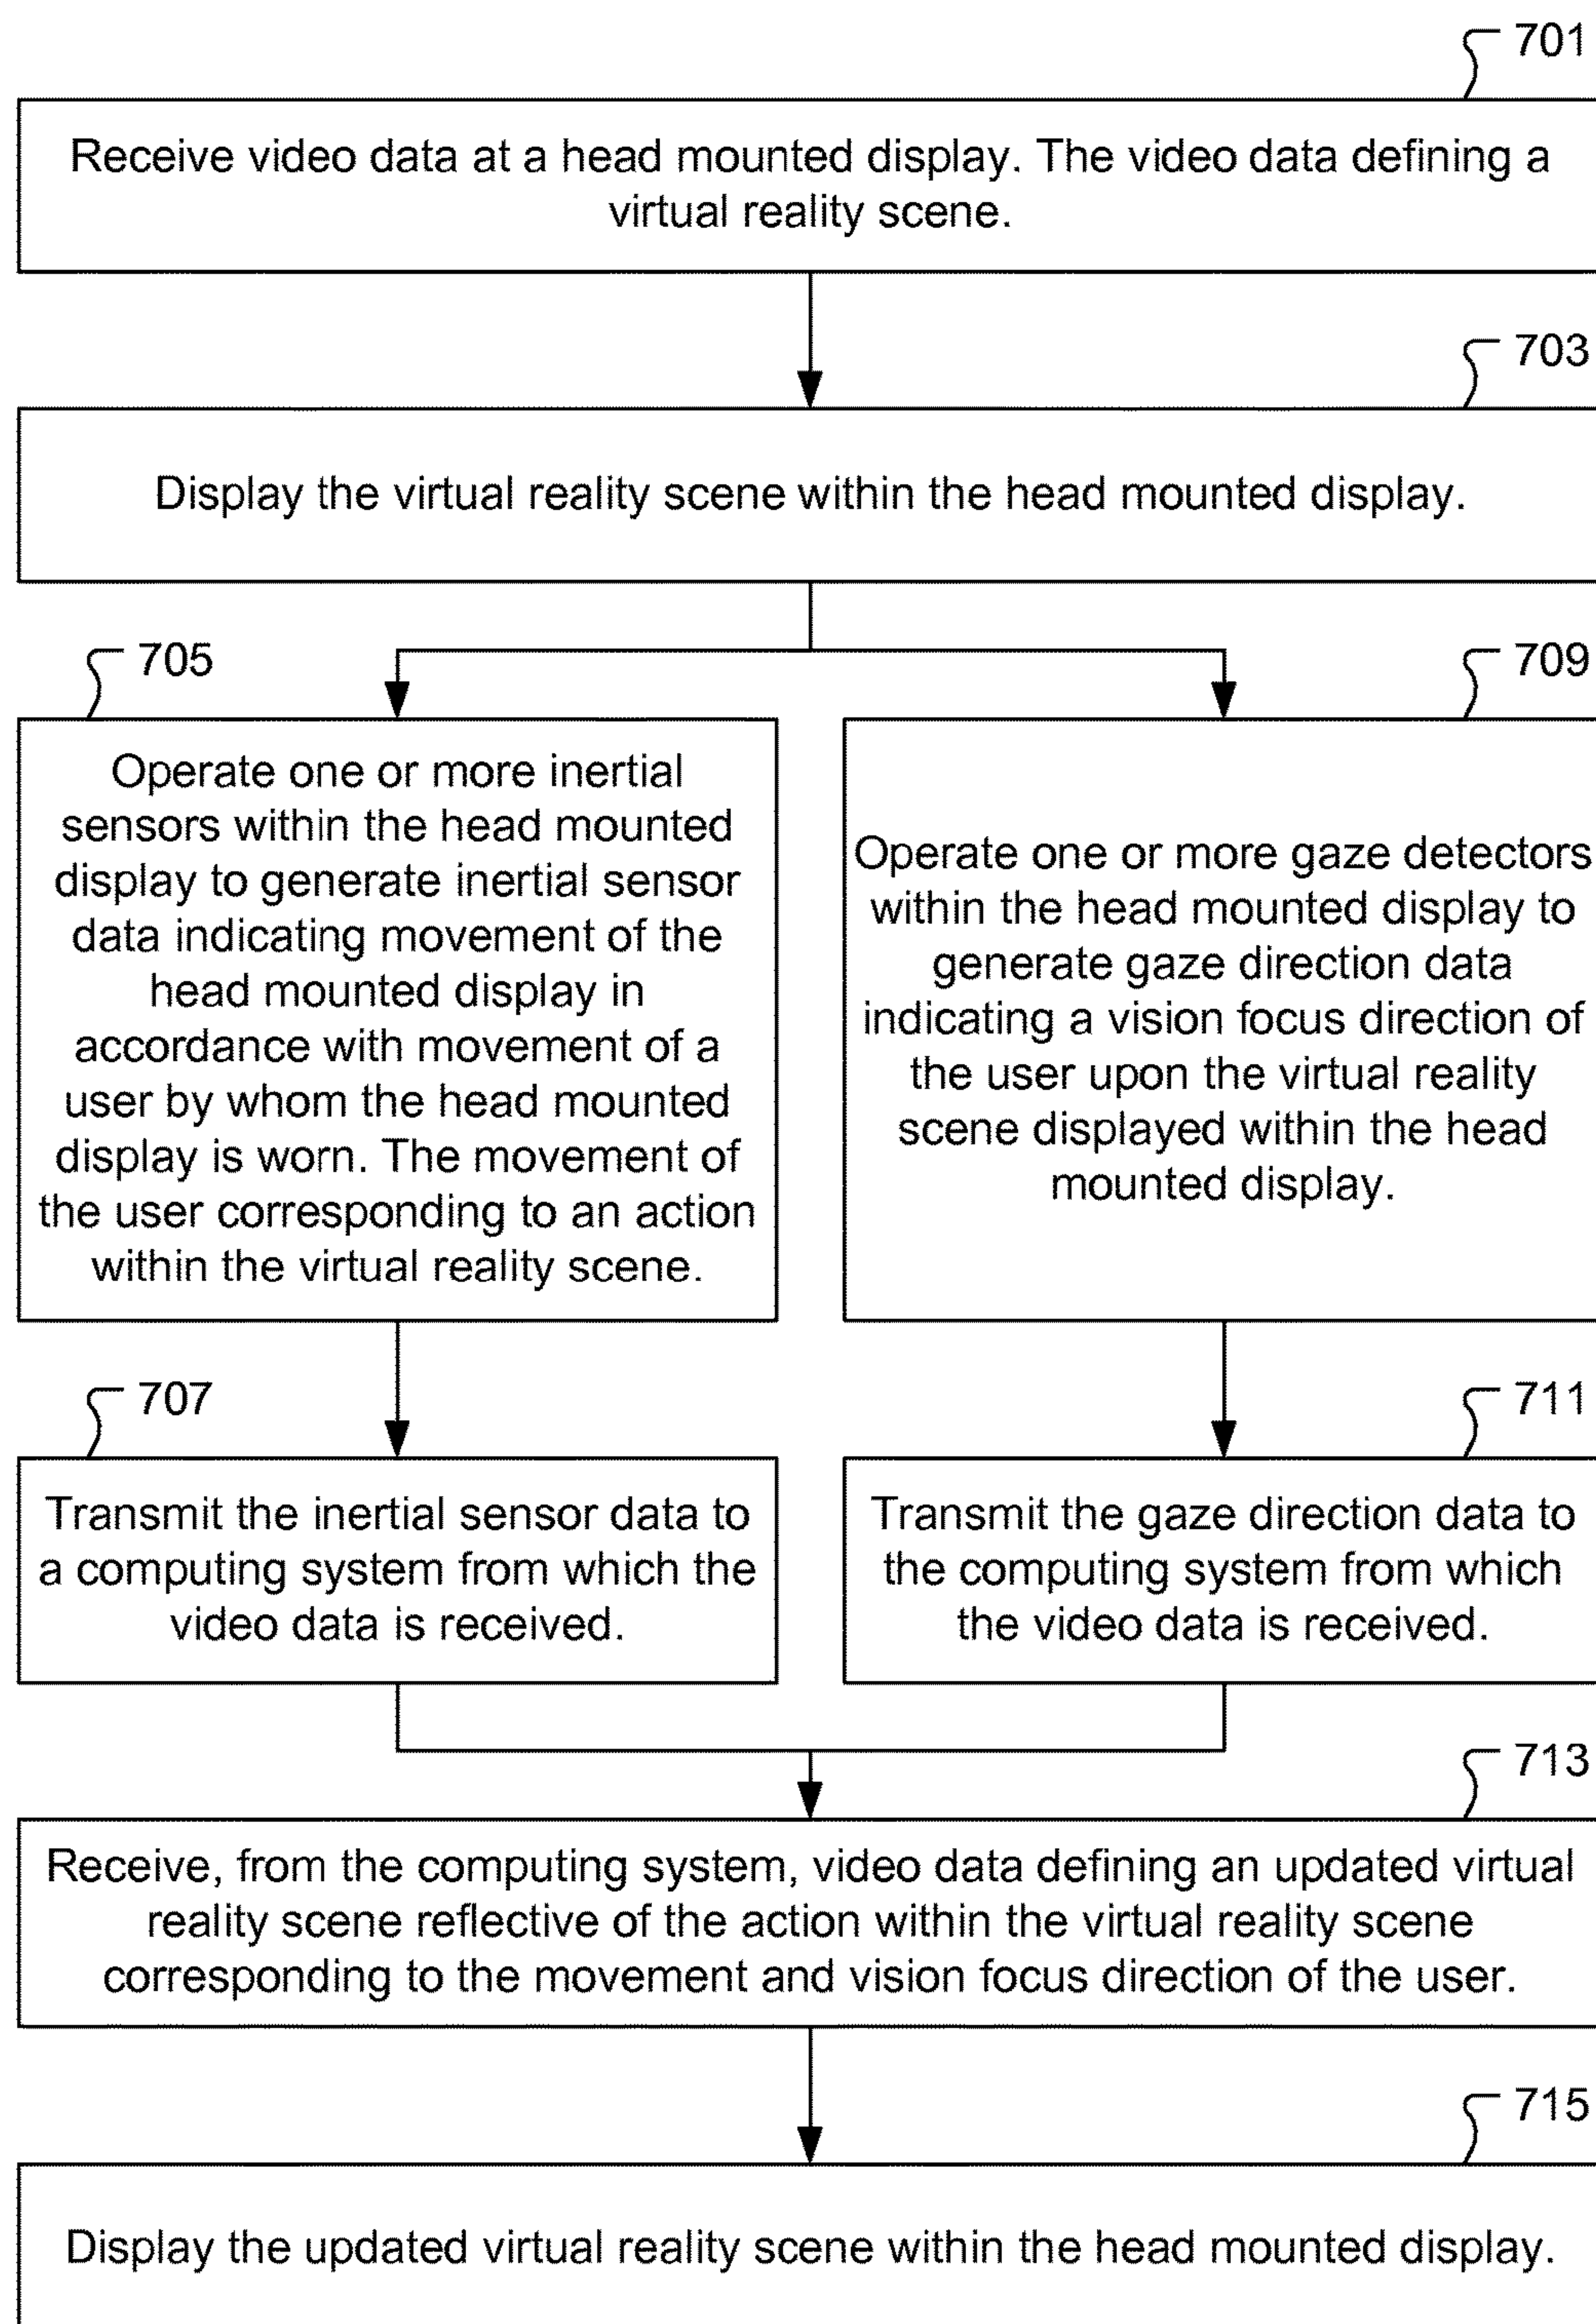 701
Receive video data at a head mounted display. The video data defining a
virtual reality scene.
703
Display the virtual reality scene within the head mounted display.
705
Operate one or more inertial
sensors within the head mounted
display to generate inertial sensor
data indicating movement of the
head mounted display in
accordance with movement of a
user by whom the head mounted
display is worn. The movement of
the user corresponding to an action
within the virtual reality scene.
709
Operate one or more gaze detectors
within the head mounted display to
generate gaze direction data
indicating a vision focus direction of
the user upon the virtual reality
scene displayed within the head
mounted display.
707
Transmit the inertial sensor data to
a computing system from which the
video data is received.
711
Transmit the gaze direction data to
the computing system from which
the video data is received.
713
Receive, from the computing system, video data defining an updated virtual
reality scene reflective of the action within the virtual reality scene
corresponding to the movement and vision focus direction of the user.
715
Display the updated virtual reality scene within the head mounted display.